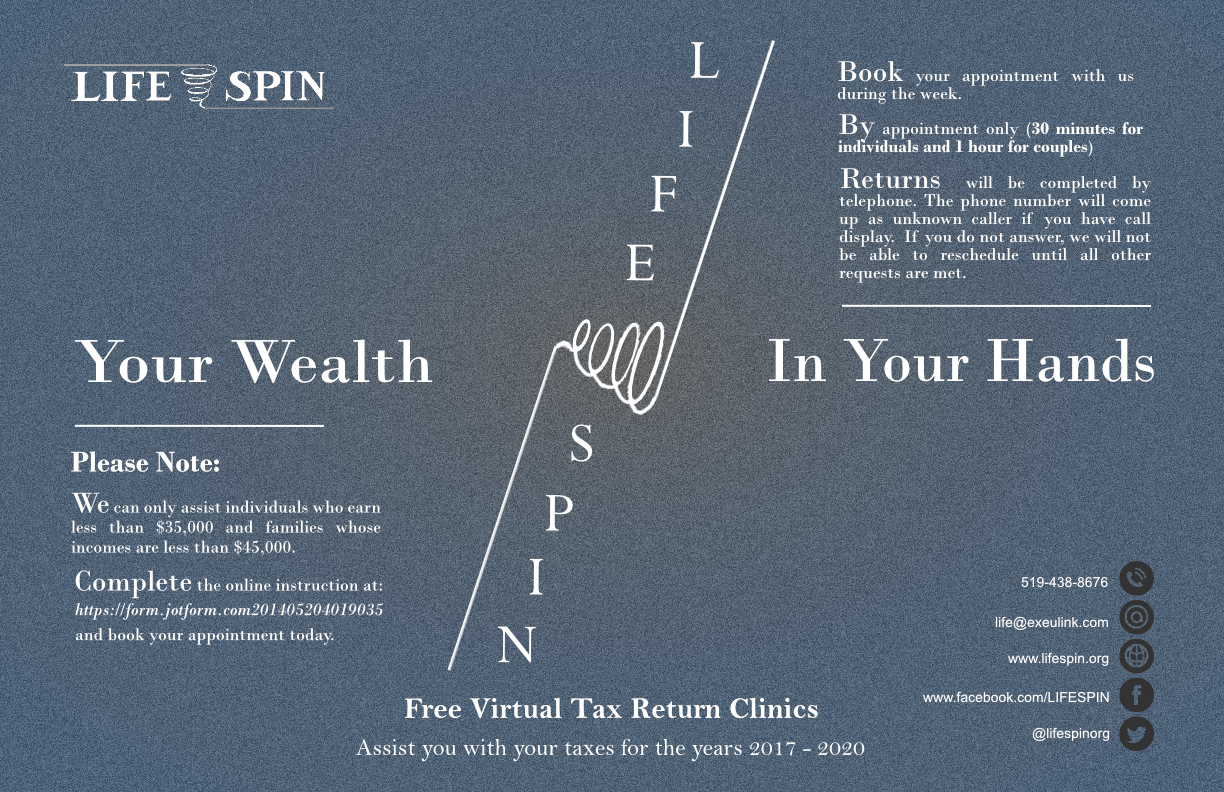 LIFE SPIN
L
I
F
E
S
P
I
N
Book your appointment with us
during the week.
By appointment only (30 minutes for
individuals and 1 hour for couples)
Returns will be completed by
telephone. The phone number will come
up as unknown caller if you have call
display. If you do not answer, we will not
be able to reschedule until all other
requests are met.
Your Wealth
In Your Hands
Please Note:
We can only assist individuals who earn
less than $35,000 and families whose
incomes are less than $45,000.
Complete the online instruction at:
https://form.jotform.com201405204019035
and book your appointment today.
519-438-8676
life@exeulink.com
www.lifespin.org
www.facebook.com/LIFESPIN
@lifespinorg
Free Virtual Tax Return Clinics
Assist you with your taxes for the years 2017 - 2020